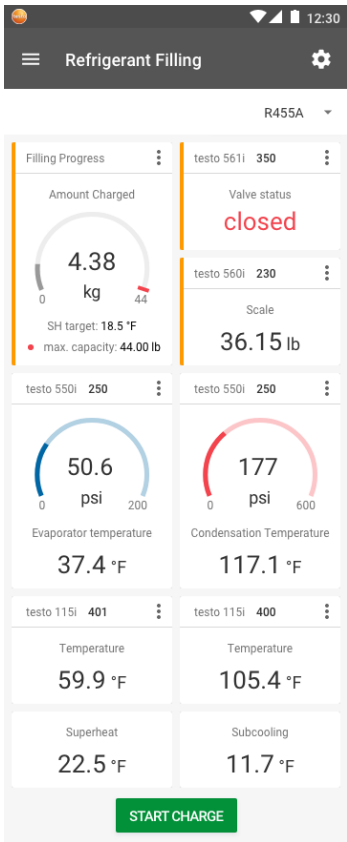 testo
12:30
Refrigerant Filling
R455A
Filling Progress
Amount Charged
4.38
kg
0
44
SH target: 18.5 °F
max. capacity: 44.00 lb
testo 561i 350
Valve status
closed
testo 560i 230
Scale
36.15 lb
testo 550i 250
50.6
psi
0
200
Evaporator temperature
37.4 °F
testo 550i 250
177
psi
0
600
Condensation Temperature
117.1 °F
testo 115i 401
Temperature
59.9 °F
testo 115i 400
Temperature
105.4 °F
Superheat
22.5 °F
Subcooling
11.7 °F
START CHARGE